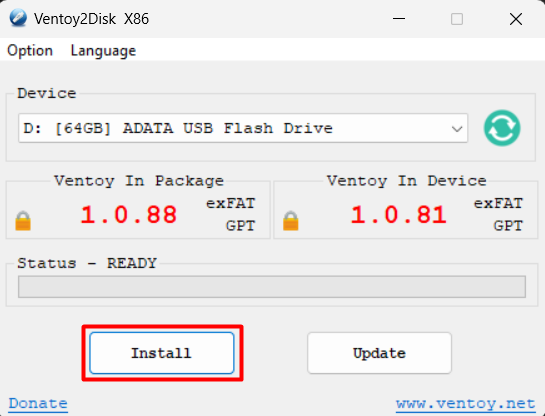 Ventoy2Disk X86
Option Language
Device
D: [64GB] ADATA USB Flash Drive
Ventoy In Package
1.0.88
exFAT
GPT
Ventoy In Device
1.0.81
exFAT
GPT
Status - READY
Install
Update
Donate
www.ventoy.net